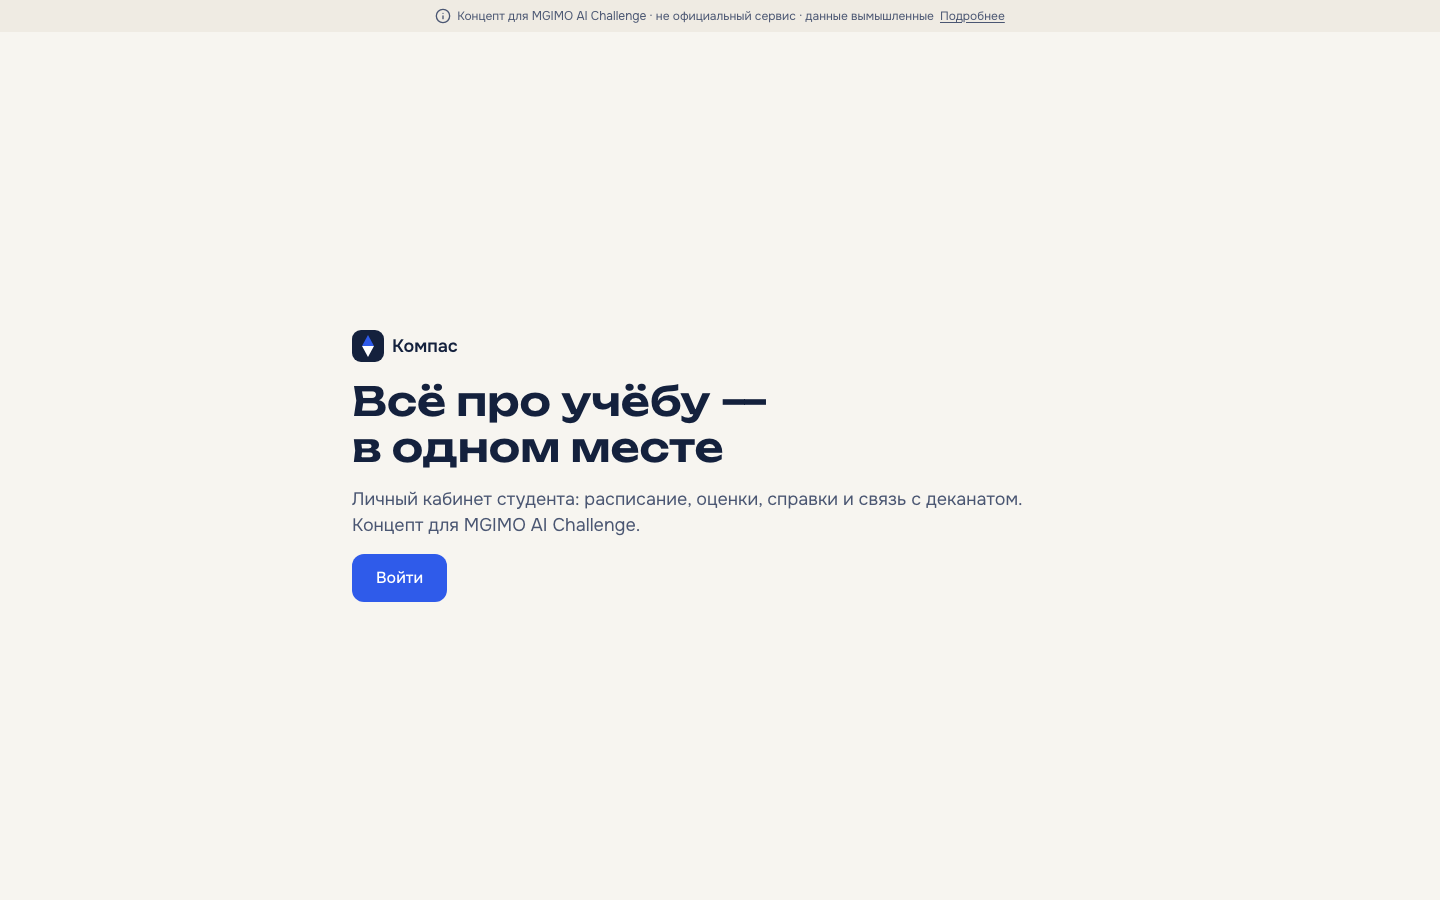 Концепт для MGIMO AI Challenge · не официальный сервис · данные вымышленные Подробнее
Компас
Всё про учёбу —
в одном месте
Личный кабинет студента: расписание, оценки, справки и связь с деканатом.
Концепт для MGIMO AI Challenge.
Войти